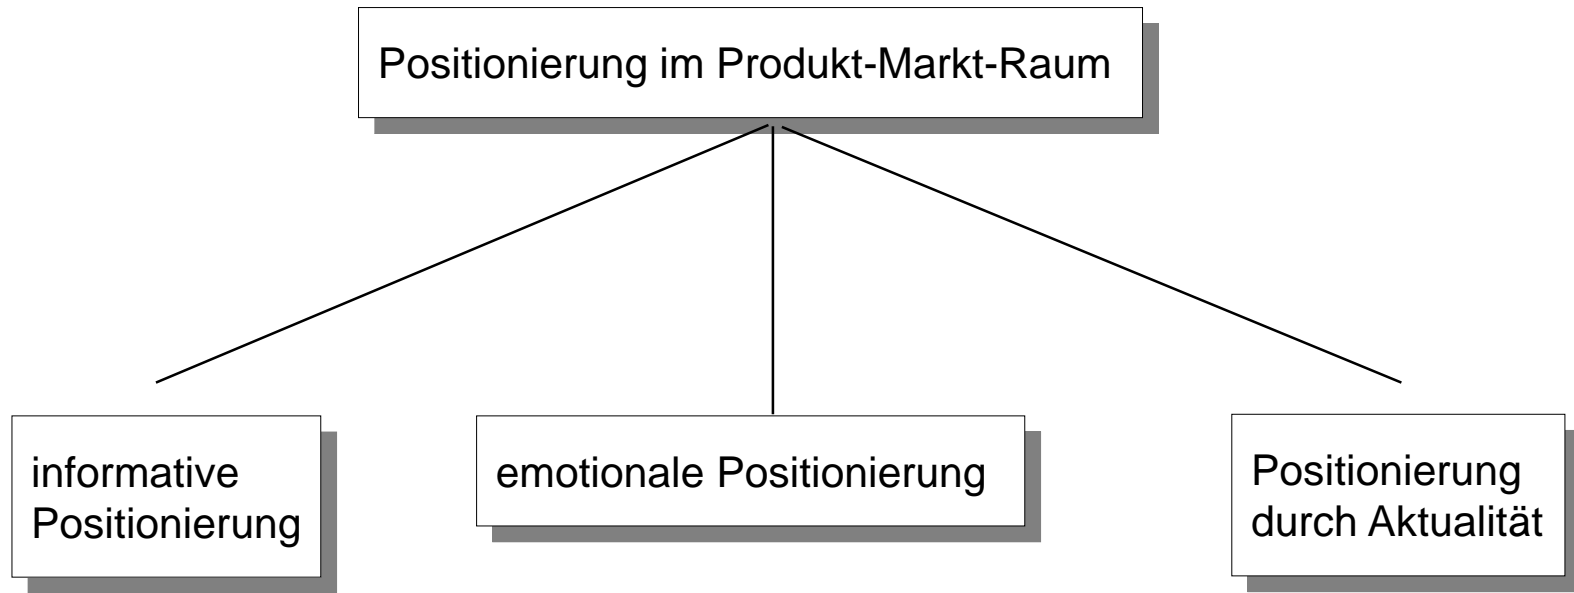 Positionierung im Produkt-Markt-Raum
informative
Positionierung
emotionale Positionierung
Positionierung
durch Aktualität